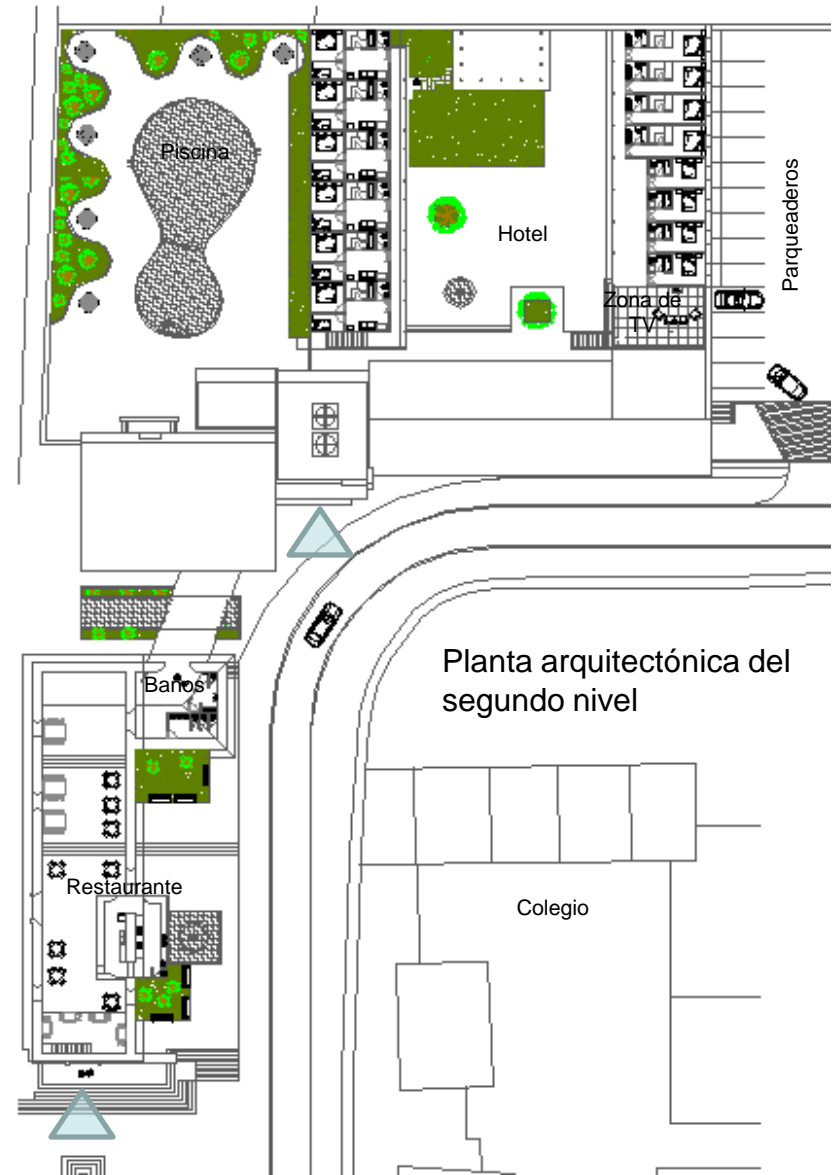 Piscina
Hotel
Parqueaderos
Zona de
TV
Planta arquitectónica del
segundo nivel
Baños
Restaurante
Colegio